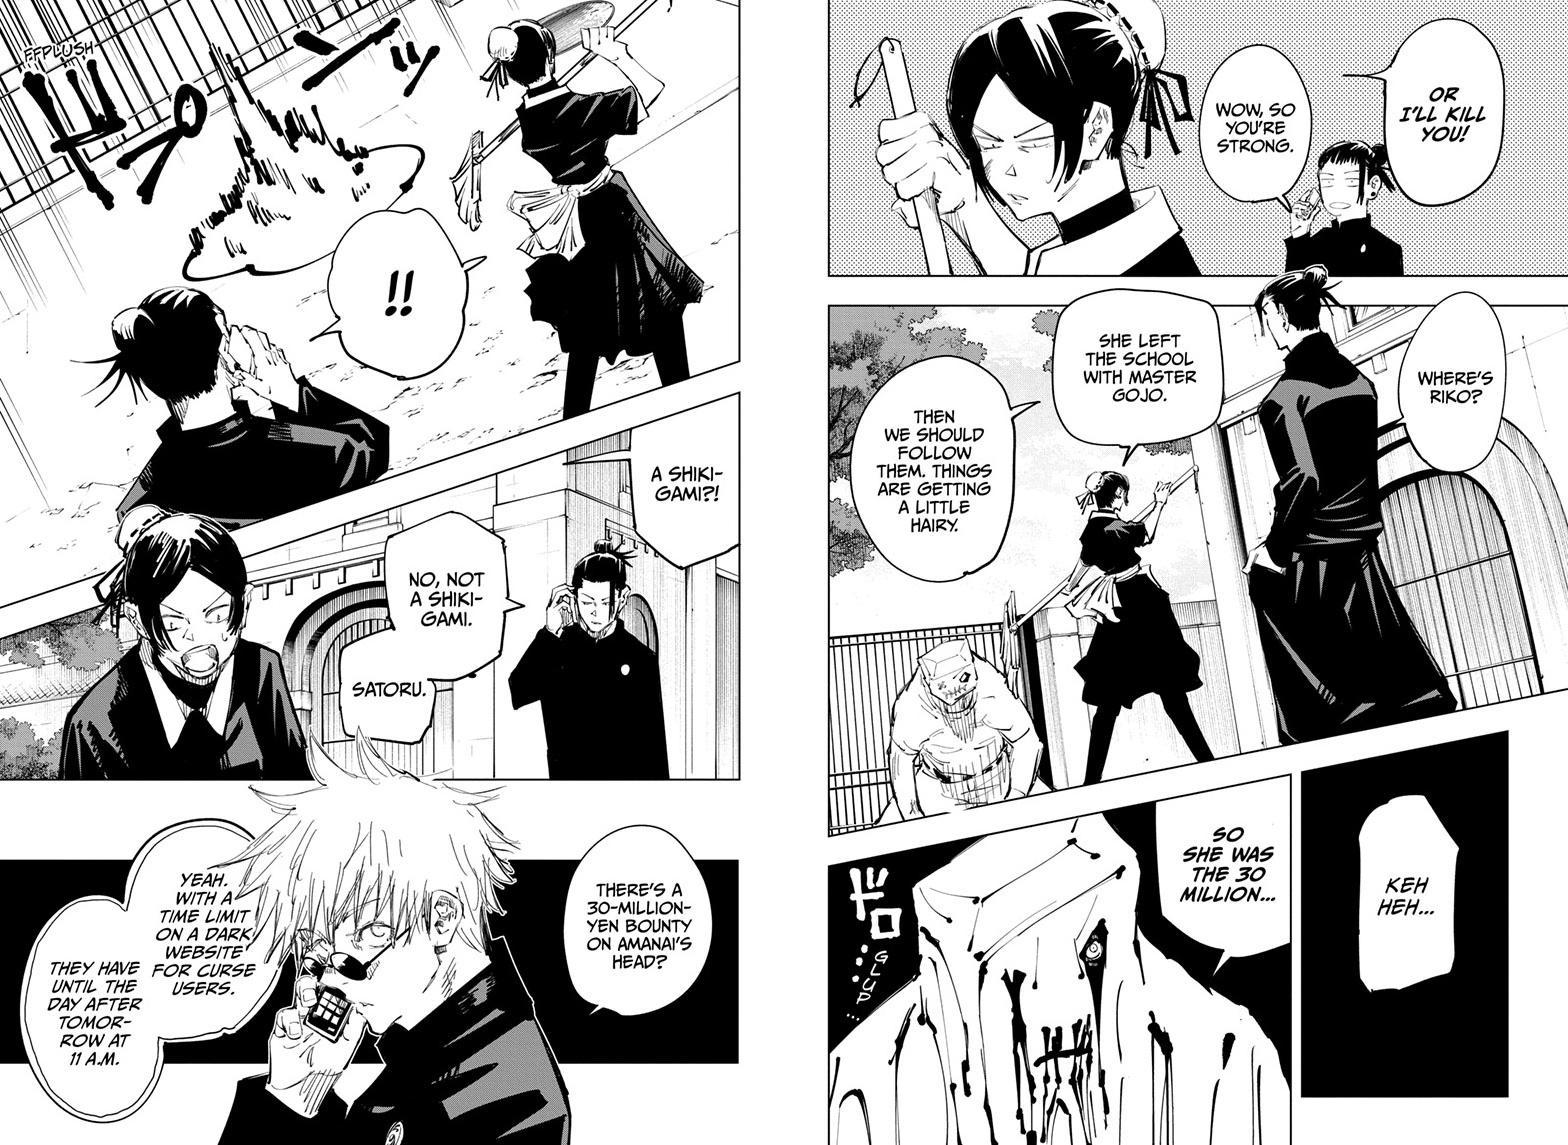 OR
I'LL KILL
YOU!
WOW, SO
YOU'RE
STRONG.
WHERE'S
RIKO?
SHE LEFT
THE SCHOOL
WITH MASTER
GOJO.
THEN
WE SHOULD
FOLLOW
THEM. THINGS
ARE GETTING
A LITTLE
HAIRY.
KEH
HEH...
SO
SHE WAS
THE 30
MILLION...
ドロ...
GLUP...
FFPLUSH
ドプンッ
!!
A SHIKI-
GAMI?!
NO, NOT
A SHIKI-
GAMI.
SATORU.
THERE'S A
30-MILLION-
YEN BOUNTY
ON AMANAI'S
HEAD?
YEAH.
WITH A
TIME LIMIT
ON A DARK
WEBSITE
FOR CURSE
USERS.
THEY HAVE
UNTIL THE
DAY AFTER
TOMOR-
ROW AT
11 A.M.